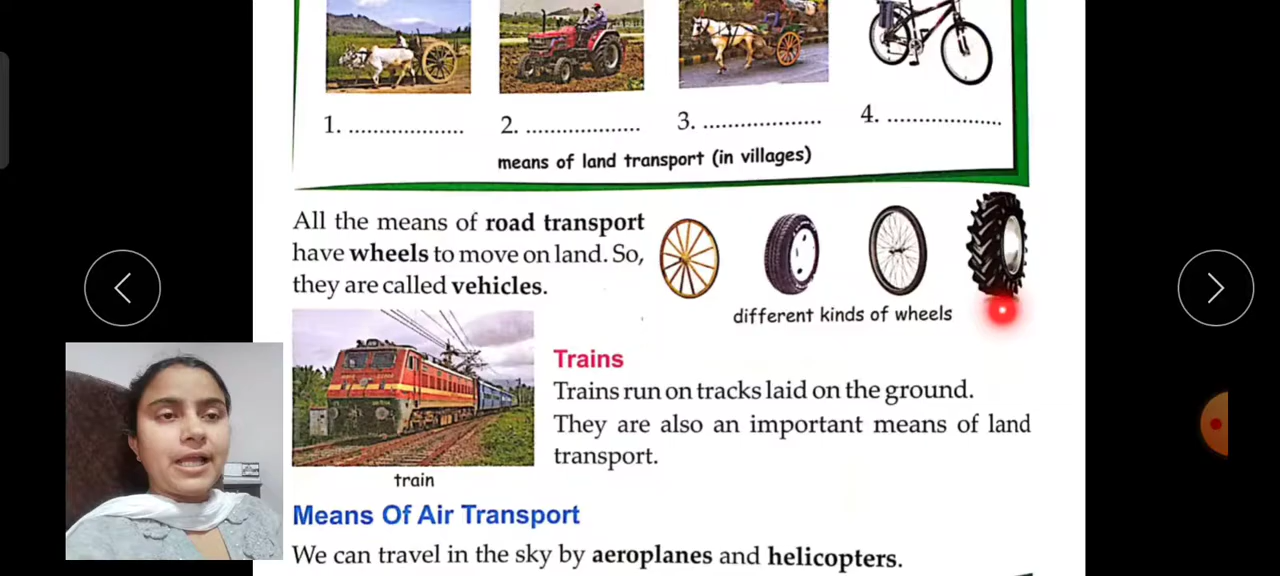 1. ...................... 2. ...................... 3. ...................... 4. ......................
means of land transport (in villages)
All the means of road transport
have wheels to move on land. So,
they are called vehicles.
different kinds of wheels
train
Trains
Trains run on tracks laid on the ground.
They are also an important means of land
transport.
Means Of Air Transport
We can travel in the sky by aeroplanes and helicopters.